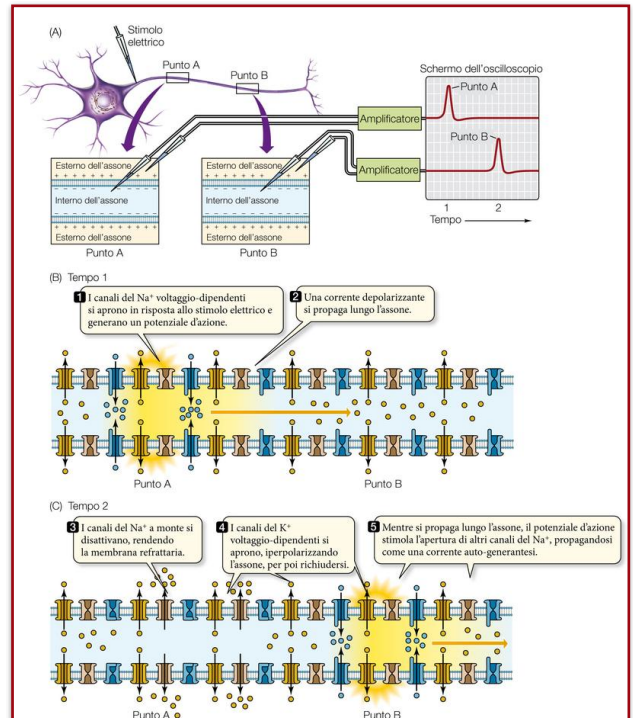 (A)
Stimolo
elettrico
Punto A
Punto B
Schermo dell'oscilloscopio
Punto A
Punto B
Amplificatore
Amplificatore
1 2
Tempo
Esterno dell'assone
+ + + + + + + + +
– – – – – – – – –
Interno dell'assone
– – – – – – – – –
+ + + + + + + + +
Esterno dell'assone
Punto A
Esterno dell'assone
+ + + + + + + + +
– – – – – – – – –
Interno dell'assone
– – – – – – – – –
+ + + + + + + + +
Esterno dell'assone
Punto B
(B) Tempo 1
1 I canali del Na⁺ voltaggio-dipendenti
si aprono in risposta allo stimolo elettrico e
generano un potenziale d'azione.
2 Una corrente depolarizzante
si propaga lungo l'assone.
Punto A
Punto B
(C) Tempo 2
3 I canali del Na⁺ a monte si
disattivano, rendendo
la membrana refrattaria.
4 I canali del K⁺
voltaggio-dipendenti si
aprono, iperpolarizzando
l'assone, per poi richiudersi.
5 Mentre si propaga lungo l'assone, il potenziale d'azione
stimola l'apertura di altri canali del Na⁺, propagandosi
come una corrente auto-generantesi.
Punto A
Punto B